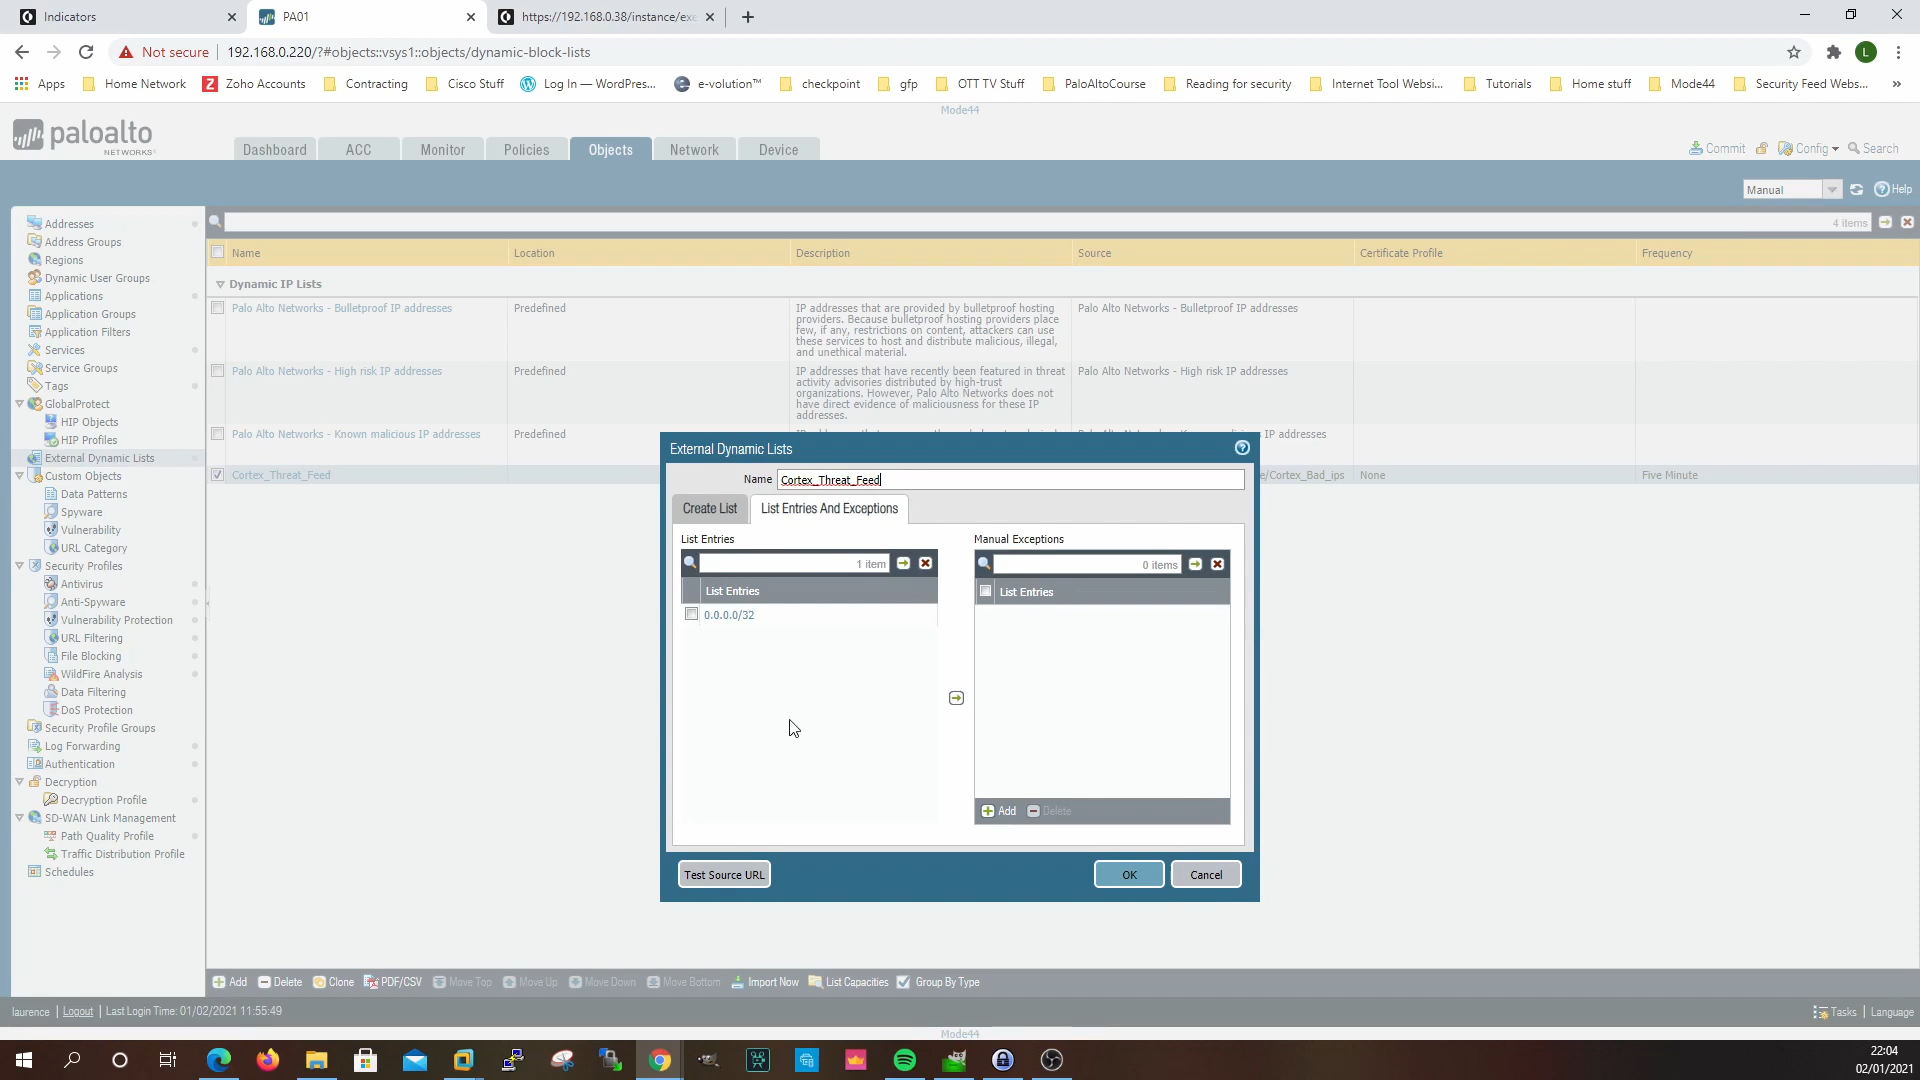 Indicators
PA01
https://192.168.0.38/instance/exe
Not secure
192.168.0.220/?#objects::vsys1::objects/dynamic-block-lists
L
Apps
Home Network
Zoho Accounts
Contracting
Cisco Stuff
Log In — WordPres...
e-volution™
checkpoint
gfp
OTT TV Stuff
PaloAltoCourse
Reading for security
Internet Tool Websi...
Tutorials
Home stuff
Mode44
Security Feed Webs...
»
Mode44
paloalto
NETWORKS®
Dashboard
ACC
Monitor
Policies
Objects
Network
Device
Commit
Config
Search
Manual
Help
Addresses
Address Groups
Regions
Dynamic User Groups
Applications
Application Groups
Application Filters
Services
Service Groups
Tags
GlobalProtect
HIP Objects
HIP Profiles
External Dynamic Lists
Custom Objects
Data Patterns
Spyware
Vulnerability
URL Category
Security Profiles
Antivirus
Anti-Spyware
Vulnerability Protection
URL Filtering
File Blocking
WildFire Analysis
Data Filtering
DoS Protection
Security Profile Groups
Log Forwarding
Authentication
Decryption
Decryption Profile
SD-WAN Link Management
Path Quality Profile
Traffic Distribution Profile
Schedules
4 items
Name
Location
Description
Source
Certificate Profile
Frequency
Dynamic IP Lists
Palo Alto Networks - Bulletproof IP addresses
Predefined
IP addresses that are provided by bulletproof hosting
providers. Because bulletproof hosting providers place
few, if any, restrictions on content, attackers can use
these services to host and distribute malicious, illegal,
and unethical material.
Palo Alto Networks - Bulletproof IP addresses
Palo Alto Networks - High risk IP addresses
Predefined
IP addresses that have recently been featured in threat
activity advisories distributed by high-trust
organizations. However, Palo Alto Networks does not
have direct evidence of maliciousness for these IP
addresses.
Palo Alto Networks - High risk IP addresses
Palo Alto Networks - Known malicious IP addresses
Predefined
IP addresses
Cortex_Threat_Feed
e/Cortex_Bad_ips
None
Five Minute
External Dynamic Lists
Name
Cortex_Threat_Feed
Create List
List Entries And Exceptions
List Entries
1 item
List Entries
0.0.0.0/32
Manual Exceptions
0 items
List Entries
Add
Delete
Test Source URL
OK
Cancel
Add
Delete
Clone
PDF/CSV
Move Top
Move Up
Move Down
Move Bottom
Import Now
List Capacities
Group By Type
laurence | Logout | Last Login Time: 01/02/2021 11:55:49
Tasks | Language
Mode44
22:04
02/01/2021